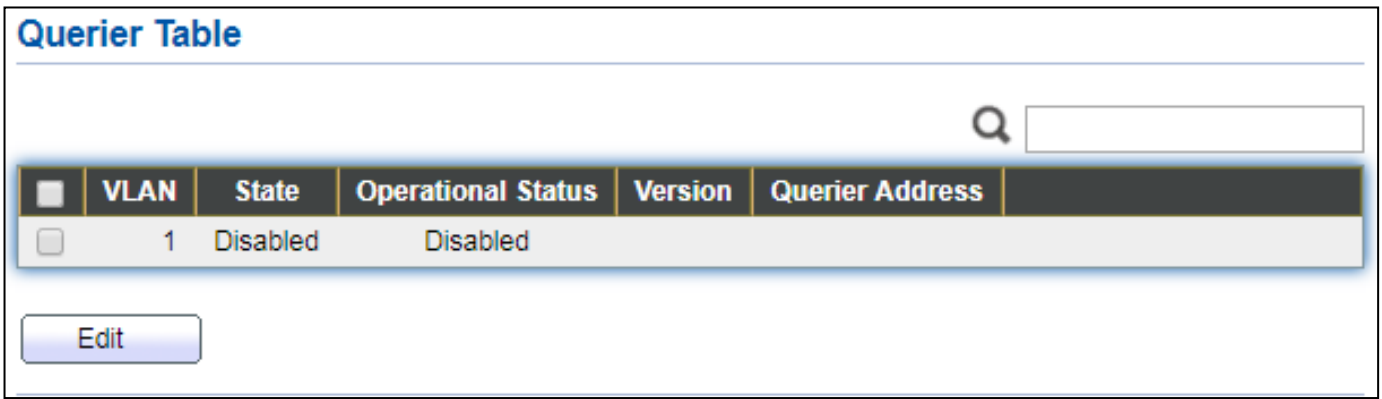 Querier Table
VLAN State Operational Status Version Querier Address
1 Disabled Disabled
Edit